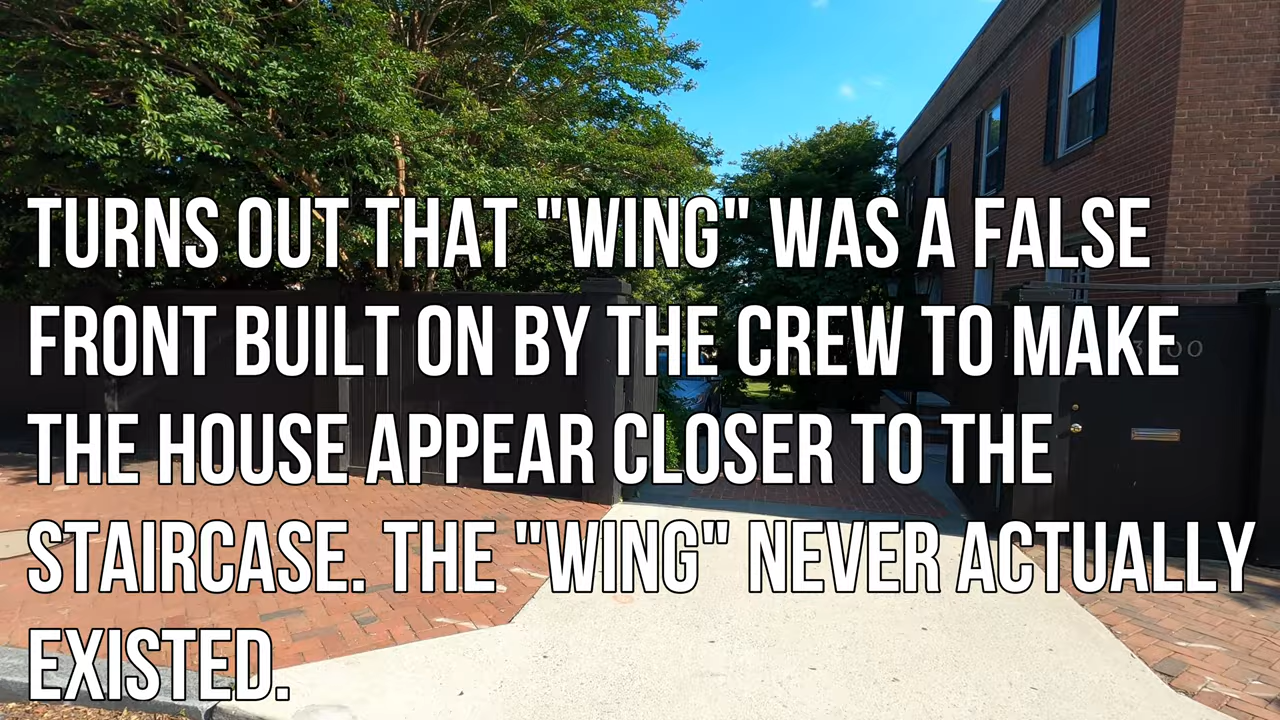 TURNS OUT THAT "WING" WAS A FALSE
FRONT BUILT ON BY THE CREW TO MAKE
THE HOUSE APPEAR CLOSER TO THE
STAIRCASE. THE "WING" NEVER ACTUALLY
EXISTED.